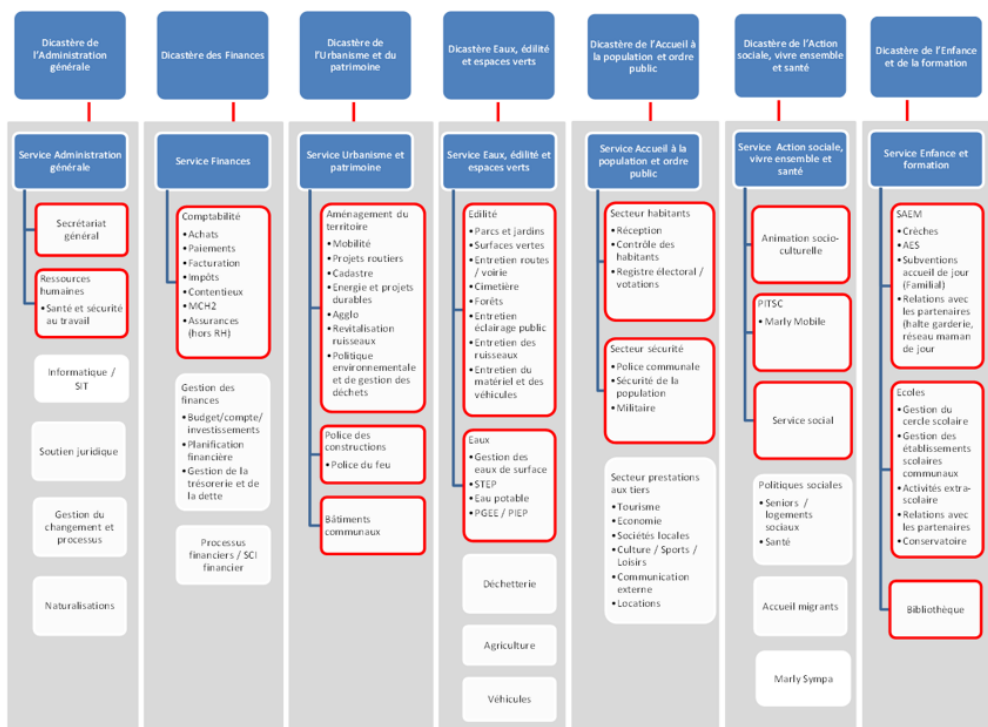 Dicastère de
l'Administration
générale
Dicastère des Finances
Dicastère de
l'Urbanisme et du
patrimoine
Dicastère Eaux, édilité
et espaces verts
Dicastère de l'Accueil à
la population et ordre
public
Dicastère de l'Action
sociale, vivre ensemble
et santé
Dicastère de l'Enfance
et de la formation
Service Administration
générale
Secrétariat
général
Ressources
humaines
• Santé et sécurité
au travail
Informatique /
SIT
Soutien juridique
Gestion du
changement et
processus
Naturalisations
Service Finances
Comptabilité
• Achats
• Paiements
• Facturation
• Impôts
• Contentieux
• MCH2
• Assurances
(hors RH)
Gestion des
finances
• Budget/compte/
investissements
• Planification
financière
• Gestion de la
trésorerie et de la
dette
Processus
financiers / SCI
financier
Service Urbanisme et
patrimoine
Aménagement du
territoire
• Mobilité
• Projets routiers
• Cadastre
• Energie et projets
durables
• Agglo
• Revitalisation
ruisseaux
• Politique
environnementale
et de gestion des
déchets
Police des
constructions
• Police du feu
Bâtiments
communaux
Service Eaux, édilité et
espaces verts
Edilité
• Parcs et jardins
• Surfaces vertes
• Entretien routes
/ voirie
• Cimetière
• Forêts
• Entretien
éclairage public
• Entretien des
ruisseaux
• Entretien du
matériel et des
véhicules
Eaux
• Gestion des
eaux de surface
• STEP
• Eau potable
• PGEE / PIEP
Déchetterie
Agriculture
Véhicules
Service Accueil à la
population et ordre
public
Secteur habitants
• Réception
• Contrôle des
habitants
• Registre électoral /
votations
Secteur sécurité
• Police communale
• Sécurité de la
population
• Militaire
Secteur prestations
aux tiers
• Tourisme
• Economie
• Sociétés locales
• Culture / Sports /
Loisirs
• Communication
externe
• Locations
Service Action sociale,
vivre ensemble et
santé
Animation socio-
culturelle
PITSC
• Marly Mobile
Service social
Politiques sociales
• Seniors /
logements
sociaux
• Santé
Accueil migrants
Marly Sympa
Service Enfance et
formation
SAEM
• Crèches
• AES
• Subventions
accueil de jour
(Familial)
• Relations avec
les partenaires
(halte garderie,
réseau maman
de jour
Ecoles
• Gestion du
cercle scolaire
• Gestion des
établissements
scolaires
communaux
• Activités extra-
scolaire
• Relations avec
les partenaires
• Conservatoire
Bibliothèque